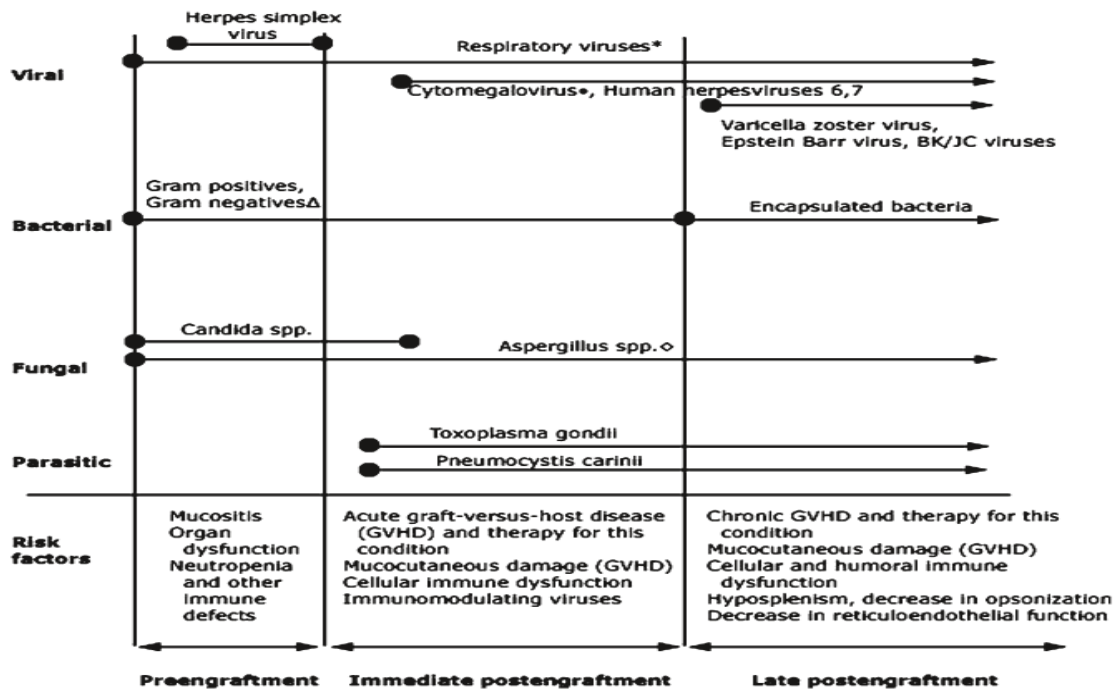 Herpes simplex
virus
Respiratory viruses*
Viral
Cytomegalovirus•, Human herpesviruses 6,7
Varicella zoster virus,
Epstein Barr virus, BK/JC viruses
Gram positives,
Gram negativesΔ
Encapsulated bacteria
Bacterial
Candida spp.
Aspergillus spp.◇
Fungal
Toxoplasma gondii
Parasitic
Pneumocystis carinii
Risk
factors
Mucositis
Organ
dysfunction
Neutropenia
and other
Immune
defects
Acute graft-versus-host disease
(GVHD) and therapy for this
condition
Mucocutaneous damage (GVHD)
Cellular immune dysfunction
Immunomodulating viruses
Chronic GVHD and therapy for this
condition
Mucocutaneous damage (GVHD)
Cellular and humoral immune
dysfunction
Hyposplenism, decrease in opsonization
Decrease in reticuloendothelial function
Preengraftment
Immediate postengraftment
Late postengraftment